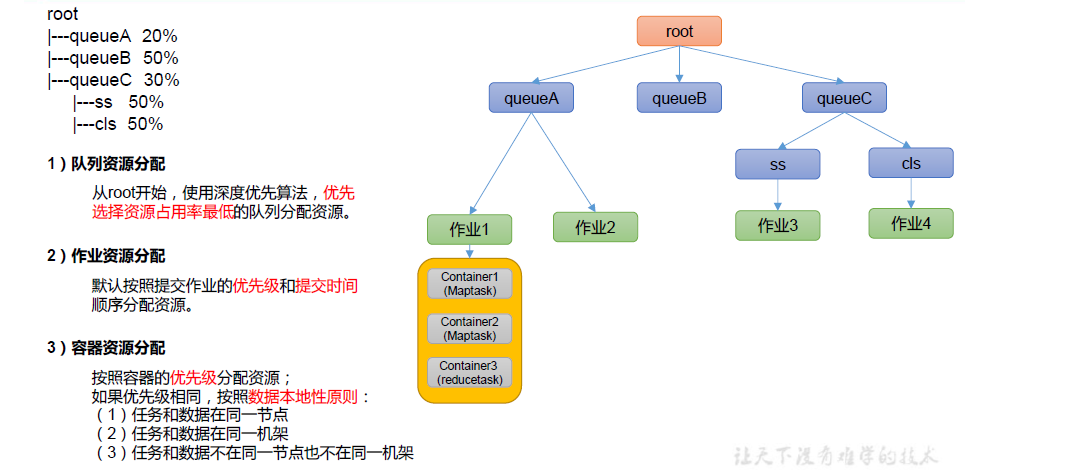 root
|---queueA 20%
|---queueB 50%
|---queueC 30%
|---ss 50%
|---cls 50%
1）队列资源分配
从root开始，使用深度优先算法，优先
选择资源占用率最低的队列分配资源。
2）作业资源分配
默认按照提交作业的优先级和提交时间
顺序分配资源。
3）容器资源分配
按照容器的优先级分配资源；
如果优先级相同，按照数据本地性原则：
（1）任务和数据在同一节点
（2）任务和数据在同一机架
（3）任务和数据不在同一节点也不在同一机架
root
queueA
queueB
queueC
ss
cls
作业1
作业2
作业3
作业4
Container1
(Maptask)
Container2
(Maptask)
Container3
(reducetask)
让天下没有难学的技术